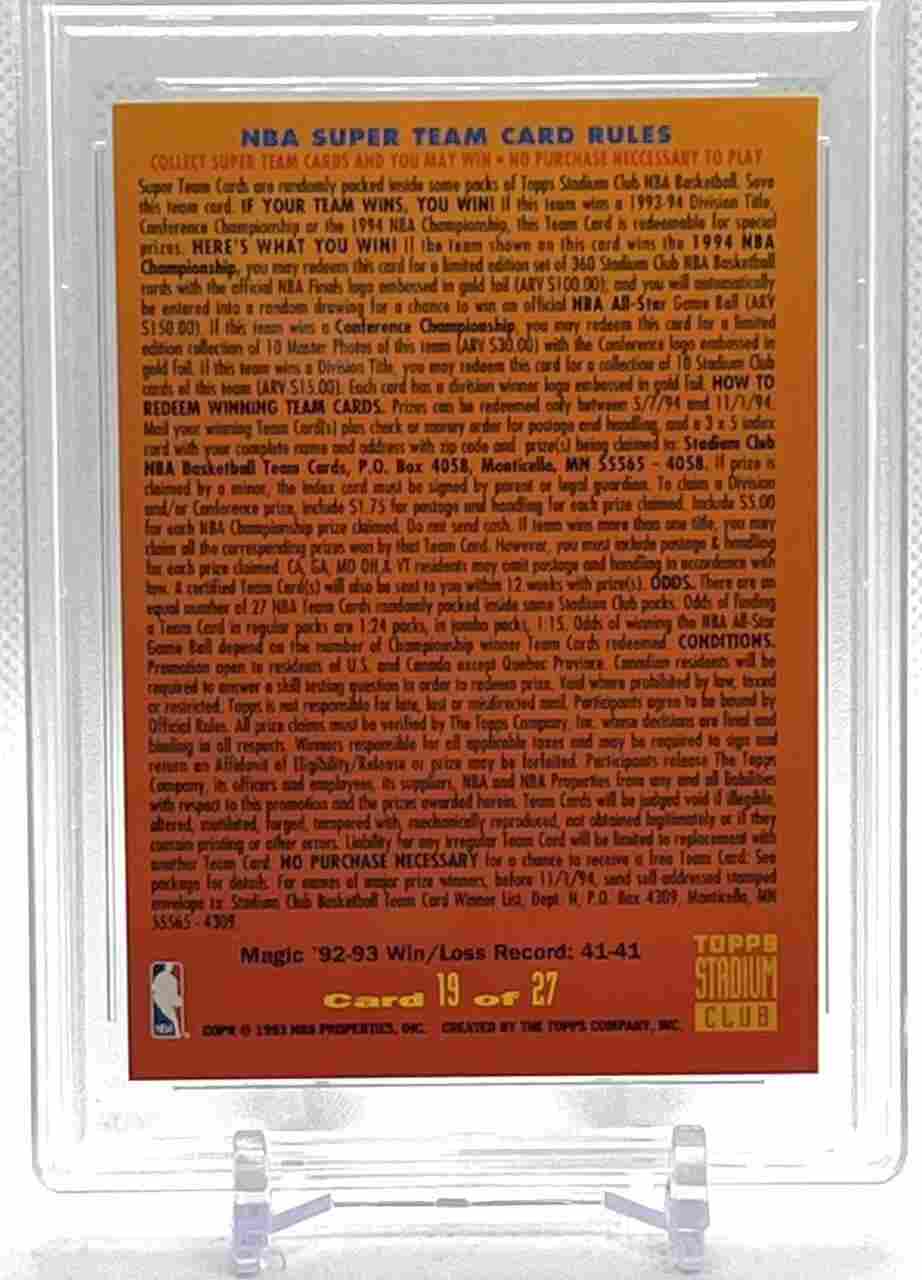 NBA SUPER TEAM CARD RULES
COLLECT SUPER TEAM CARDS AND YOU MAY WIN • NO PURCHASE NECCESSARY TO PLAY
Super Team Cards are randomly packed inside some packs of Topps Stadium Club NBA Basketball. Save
this team card. IF YOUR TEAM WINS, YOU WIN! If this team wins a 1993-94 Division Title,
Conference Championship or the 1994 NBA Championship, this Team Card is redeemable for special
prizes. HERE'S WHAT YOU WIN! If the team shown on this card wins the 1994 NBA
Championship, you may redeem this card for a limited edition set of 360 Stadium Club NBA Basketball
cards with the official NBA Finals logo embossed in gold foil (ARV $100.00); and you will automatically
be entered into a random drawing for a chance to win an official NBA All-Star Game Ball (ARV
$150.00). If this team wins a Conference Championship, you may redeem this card for a limited
edition collection of 10 Master Photos of this team (ARV $30.00) with the Conference logo embossed in
gold foil. If this team wins a Division Title, you may redeem this card for a collection of 10 Stadium Club
cards of this team (ARV $15.00). Each card has a division winner logo embossed in gold foil. HOW TO
REDEEM WINNING TEAM CARDS. Prizes can be redeemed only between 5/7/94 and 11/1/94.
Mail your winning Team Card(s) plus check or money order for postage and handling, and a 3 x 5 index
card with your complete name and address with zip code and prize(s) being claimed to: Stadium Club
NBA Basketball Team Cards, P.O. Box 4058, Monticello, MN 55565 - 4058. If prize is
claimed by a minor, the index card must be signed by parent or legal guardian. To claim a Division
and/or Conference prize, include $1.75 for postage and handling for each prize claimed. Include $5.00
for each NBA Championship prize claimed. Do not send cash. If team wins more than one title, you may
claim all the corresponding prizes won by that Team Card. However, you must include postage & handling
for each prize claimed. CA, GA, MD OH & VT residents may omit postage and handling in accordance with
law. A certified Team Card(s) will also be sent to you within 12 weeks with prize(s). ODDS. There are an
equal number of 27 NBA Team Cards randomly packed inside some Stadium Club packs. Odds of finding
a Team Card in regular packs are 1:24 packs, in jumbo packs, 1:15. Odds of winning the NBA All-Star
Game Ball depend on the number of Championship winner Team Cards redeemed. CONDITIONS.
Promotion open to residents of U.S. and Canada except Quebec Province. Canadian residents will be
required to answer a skill testing question in order to redeem prize. Void where prohibited by law, taxed
or restricted. Topps is not responsible for late, lost or misdirected mail. Participants agree to be bound by
Official Rules. All prize claims must be verified by The Topps Company, Inc. whose decisions are final and
binding in all respects. Winners responsible for all applicable taxes and may be required to sign and
return an Affidavit of Eligibility/Release or prize may be forfeited. Participants release The Topps
Company, its officers and employees, its suppliers, NBA and NBA Properties from any and all liabilities
with respect to this promotion and the prizes awarded herein. Team Cards will be judged void if illegible,
altered, mutilated, forged, tampered with, mechanically reproduced, not obtained legitimately or if they
contain printing or other errors. Liability for any irregular Team Card will be limited to replacement with
another Team Card. NO PURCHASE NECESSARY for a chance to receive a free Team Card: See
package for details. For names of major prize winners, before 11/1/94, send self-addressed stamped
envelope to: Stadium Club Basketball Team Card Winner List, Dept. N, P.O. Box 4309, Monticello, MN
55565 - 4309.
Magic '92-93 Win/Loss Record: 41-41
Card 19 of 27
COPR © 1993 NBA PROPERTIES, INC. CREATED BY THE TOPPS COMPANY, INC.
NBA
TOPPS
STADIUM
CLUB